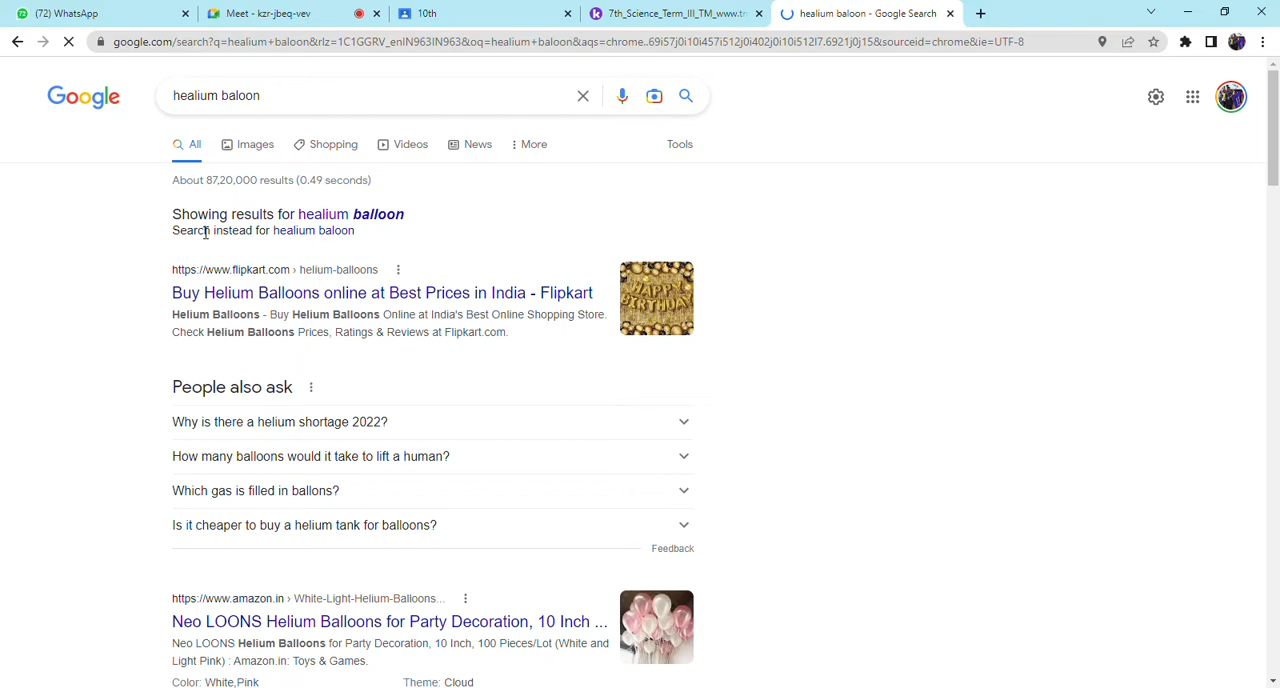 (72) WhatsApp
Meet - kzr-jbeq-vev
10th
7th_Science_Term_III_TM_www.tn
healium baloon - Google Search
google.com/search?q=healium+baloon&rlz=1C1GGRV_enIN963IN963&oq=healium+baloon&aqs=chrome..69i57j0i10i457i512j0i402j0i10i512l7.6921j0j15&sourceid=chrome&ie=UTF-8
Google
healium baloon
All Images Shopping Videos News More Tools
About 87,20,000 results (0.49 seconds)
Showing results for healium balloon
Search instead for healium baloon
https://www.flipkart.com › helium-balloons
Buy Helium Balloons online at Best Prices in India - Flipkart
Helium Balloons - Buy Helium Balloons Online at India's Best Online Shopping Store.
Check Helium Balloons Prices, Ratings & Reviews at Flipkart.com.
HAPPY
BIRTHDAY
People also ask
Why is there a helium shortage 2022?
How many balloons would it take to lift a human?
Which gas is filled in ballons?
Is it cheaper to buy a helium tank for balloons?
Feedback
https://www.amazon.in › White-Light-Helium-Balloons...
Neo LOONS Helium Balloons for Party Decoration, 10 Inch ...
Neo LOONS Helium Balloons for Party Decoration, 10 Inch, 100 Pieces/Lot (White and
Light Pink) : Amazon.in: Toys & Games.
Color: White,Pink Theme: Cloud